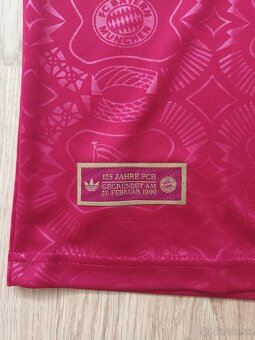 FC BAYERN
MÜNCHEN
125 JAHRE FCB
GEGRÜNDET AM
27. FEBRUAR 1900